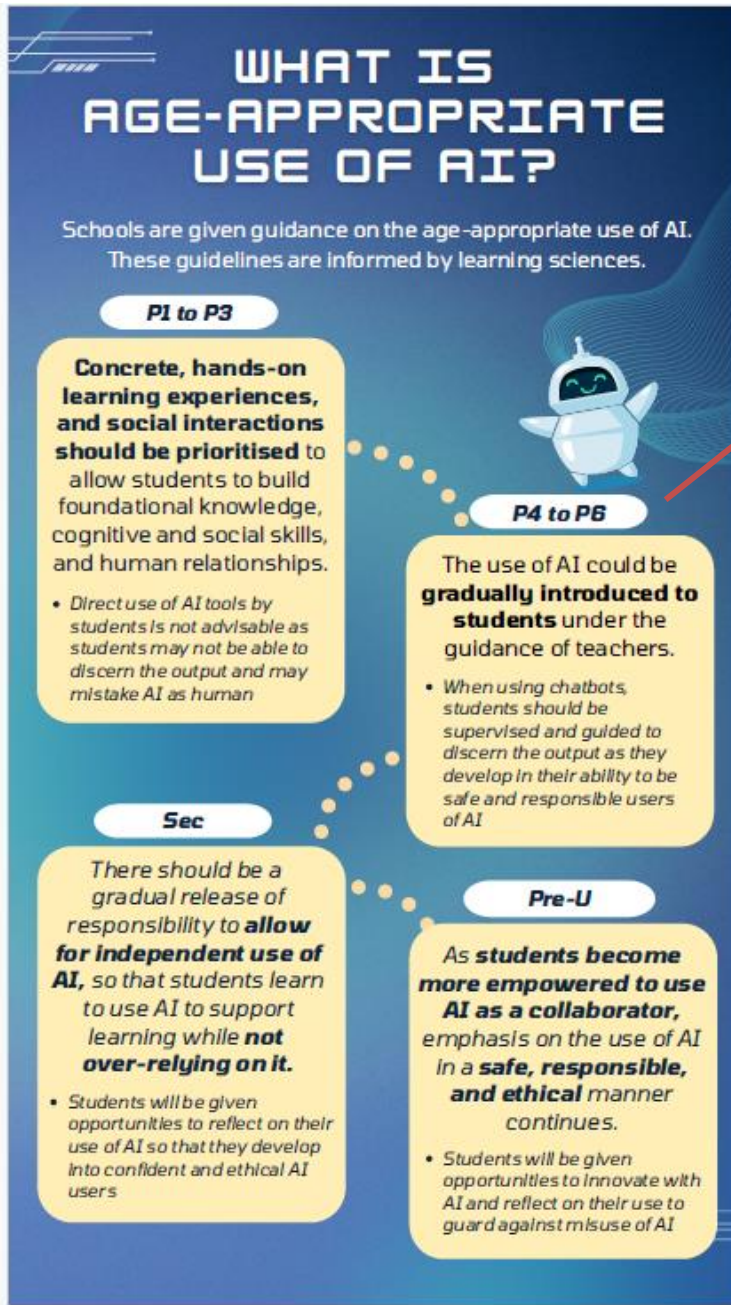 WHAT IS
AGE-APPROPRIATE
USE OF AI?
Schools are given guidance on the age-appropriate use of AI.
These guidelines are informed by learning sciences.
P1 to P3
Concrete, hands-on
learning experiences,
and social interactions
should be prioritised to
allow students to build
foundational knowledge,
cognitive and social skills,
and human relationships.
• Direct use of AI tools by
students is not advisable as
students may not be able to
discern the output and may
mistake AI as human
P4 to P6
The use of AI could be
gradually introduced to
students under the
guidance of teachers.
• When using chatbots,
students should be
supervised and guided to
discern the output as they
develop in their ability to be
safe and responsible users
of AI
Sec
There should be a
gradual release of
responsibility to allow
for independent use of
AI, so that students learn
to use AI to support
learning while not
over-relying on it.
• Students will be given
opportunities to reflect on their
use of AI so that they develop
into confident and ethical AI
users
Pre-U
As students become
more empowered to use
AI as a collaborator,
emphasis on the use of AI
in a safe, responsible,
and ethical manner
continues.
• Students will be given
opportunities to innovate with
AI and reflect on their use to
guard against misuse of AI